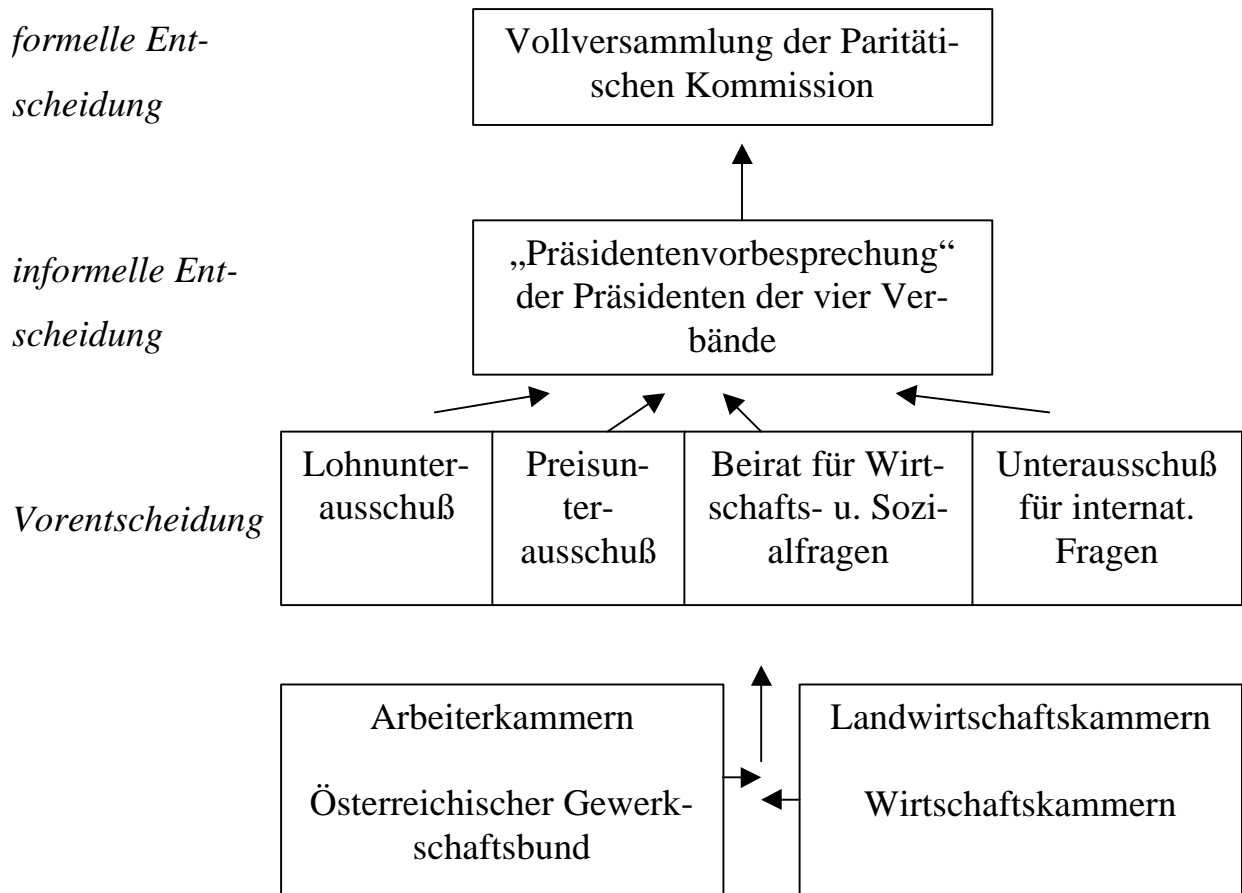 formelle Ent-
scheidung
Vollversammlung der Paritäti-
schen Kommission
informelle Ent-
scheidung
„Präsidentenvorbesprechung“
der Präsidenten der vier Ver-
bände
Vorentscheidung
Lohnunter-
ausschuß
Preisun-
ter-
ausschuß
Beirat für Wirt-
schafts- u. Sozi-
alfragen
Unterausschuß
für internat.
Fragen
Arbeiterkammern
Österreichischer Gewerk-
schaftsbund
Landwirtschaftskammern
Wirtschaftskammern